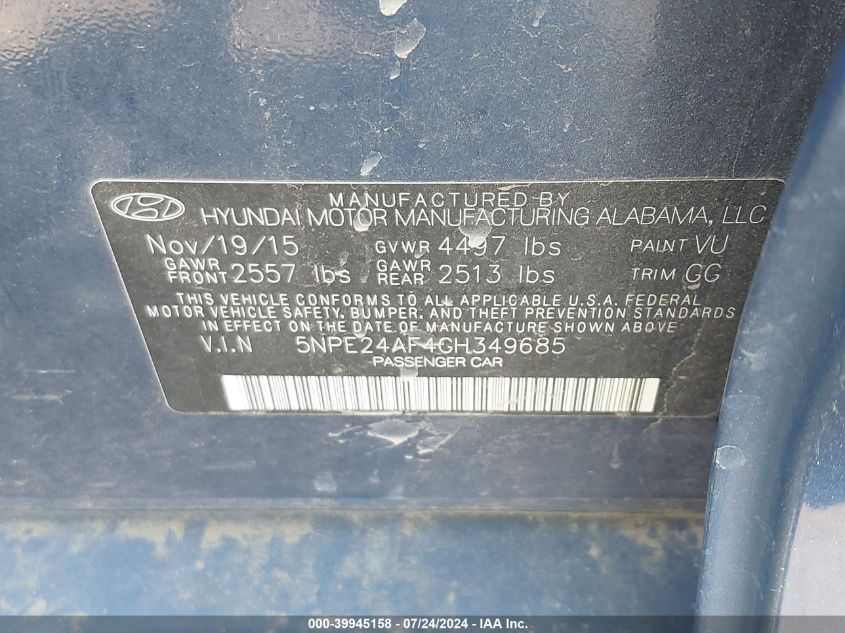 MANUFACTURED BY
HYUNDAI MOTOR MANUFACTURING ALABAMA, LLC
Nov/19/15 GVWR 4497 lbs PAINT VU
GAWR FRONT 2557 lbs GAWR REAR 2513 lbs TRIM GG
THIS VEHICLE CONFORMS TO ALL APPLICABLE U.S.A. FEDERAL
MOTOR VEHICLE SAFETY, BUMPER, AND THEFT PREVENTION STANDARDS
IN EFFECT ON THE DATE OF MANUFACTURE SHOWN ABOVE.
V.I.N 5NPE24AF4GH349685
PASSENGER CAR
000-39945158 - 07/24/2024 - IAA Inc.